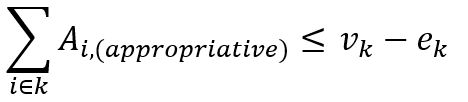 ∑_{i∈k} A_{i,(appropriative)} ≤ v_k − e_k